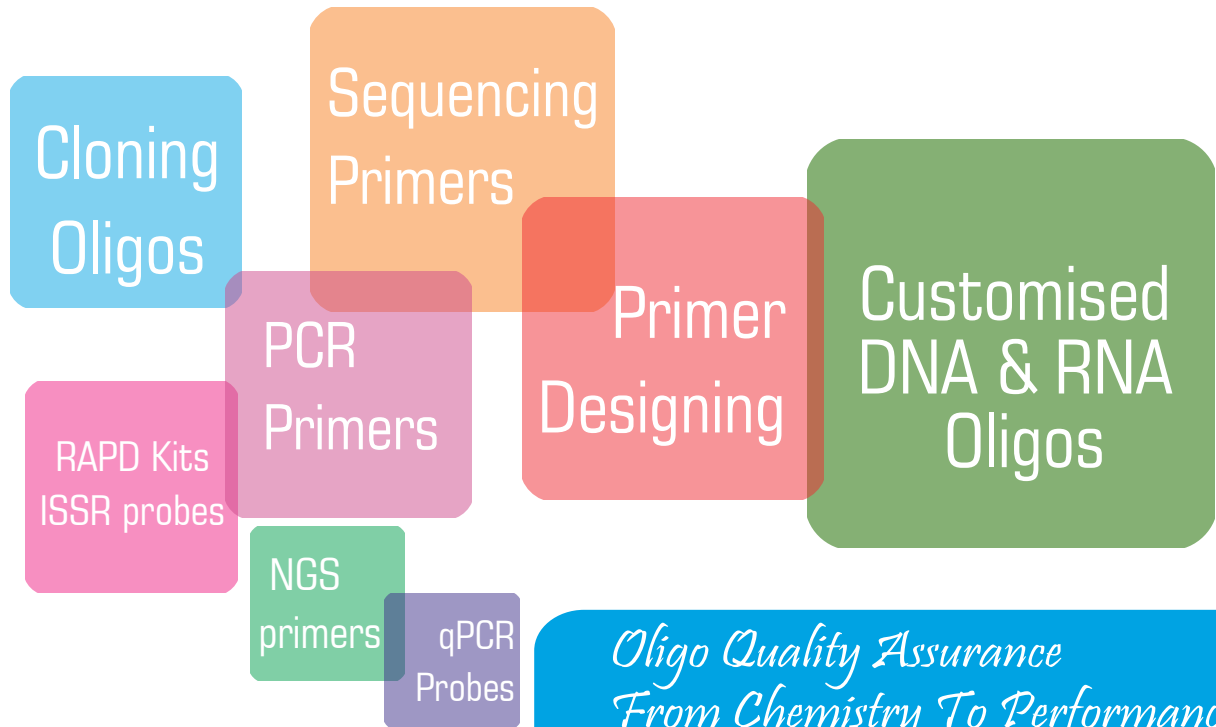 Cloning
Oligos
Sequencing
Primers
PCR
Primers
Primer
Designing
Customised
DNA & RNA
Oligos
RAPD Kits
ISSR probes
NGS
primers
qPCR
Probes
Oligo Quality Assurance
From Chemistry To Performanc